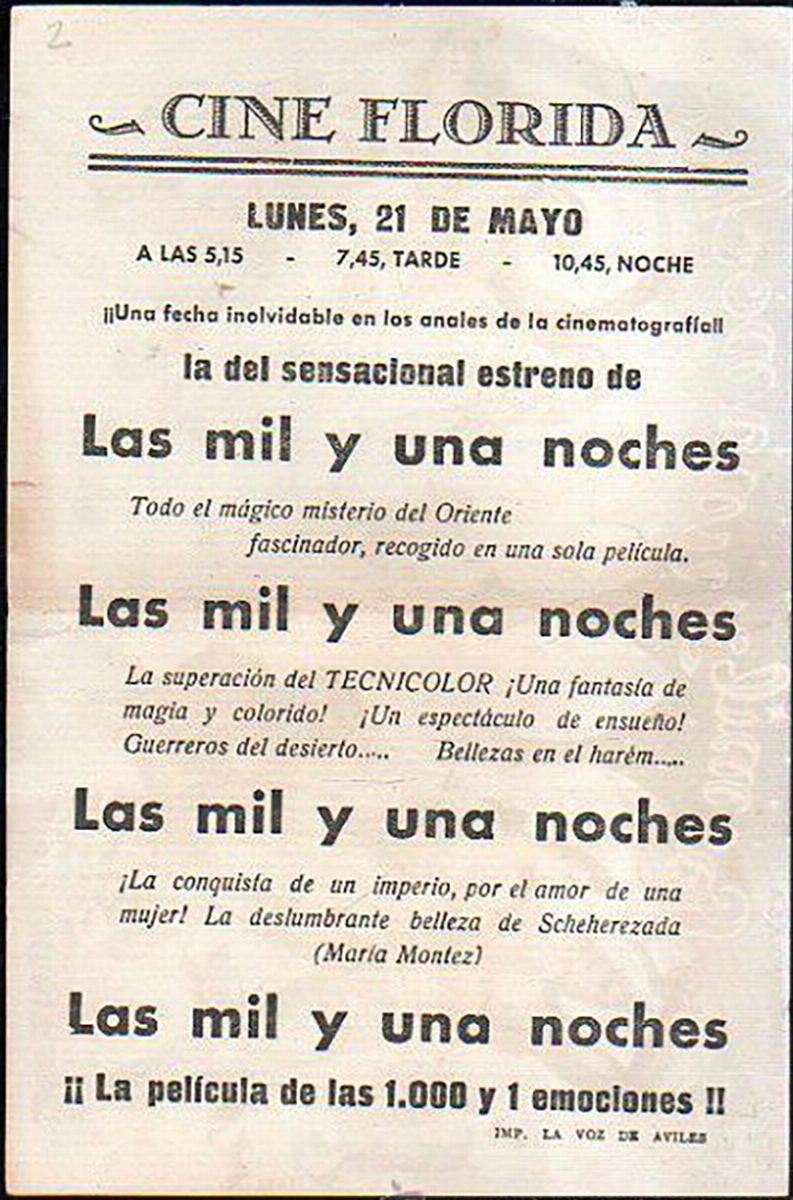 2
CINE FLORIDA
LUNES, 21 DE MAYO
A LAS 5,15 - 7,45, TARDE - 10,45, NOCHE
¡¡Una fecha inolvidable en los anales de la cinematografía!!
la del sensacional estreno de
Las mil y una noches
Todo el mágico misterio del Oriente
fascinador, recogido en una sola película.
Las mil y una noches
La superación del TECNICOLOR ¡Una fantasía de
magia y colorido! ¡Un espectáculo de ensueño!
Guerreros del desierto..... Bellezas en el harém.....
Las mil y una noches
¡La conquista de un imperio, por el amor de una
mujer! La deslumbrante belleza de Scheherezada
(María Montez)
Las mil y una noches
¡¡ La película de las 1.000 y 1 emociones !!
IMP. LA VOZ DE AVILES